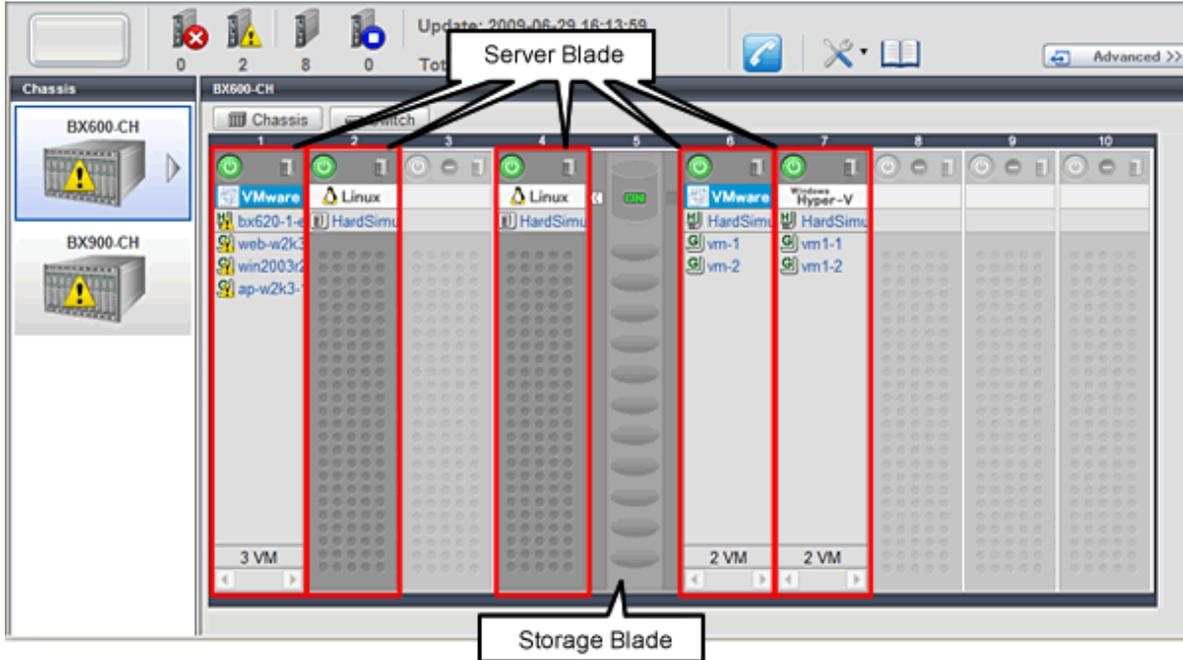 Update: 2009-06-29 16:13:59
0 2 8 0
Server Blade
Advanced >>
Chassis
BX600-CH
BX600-CH
BX900-CH
Chassis
1 2 3 4 5 6 7 8 9 10
VMware
bx620-1-e
web-w2k3
win2003r2
ap-w2k3-1
3 VM
Linux
HardSimu
Linux
HardSimu
ON
VMware
HardSimu
vm-1
vm-2
2 VM
Windows
Hyper-V
HardSimu
vm1-1
vm1-2
2 VM
Storage Blade